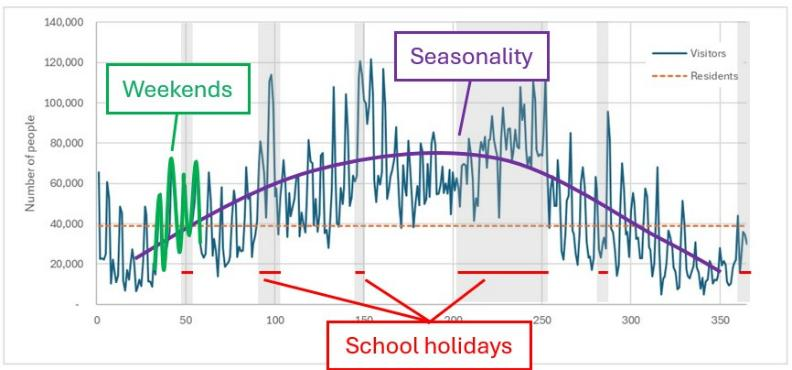 140,000
120,000
100,000
80,000
60,000
40,000
20,000
-
Number of people
Weekends
Seasonality
Visitors
Residents
0
50
100
150
200
250
300
350
School holidays